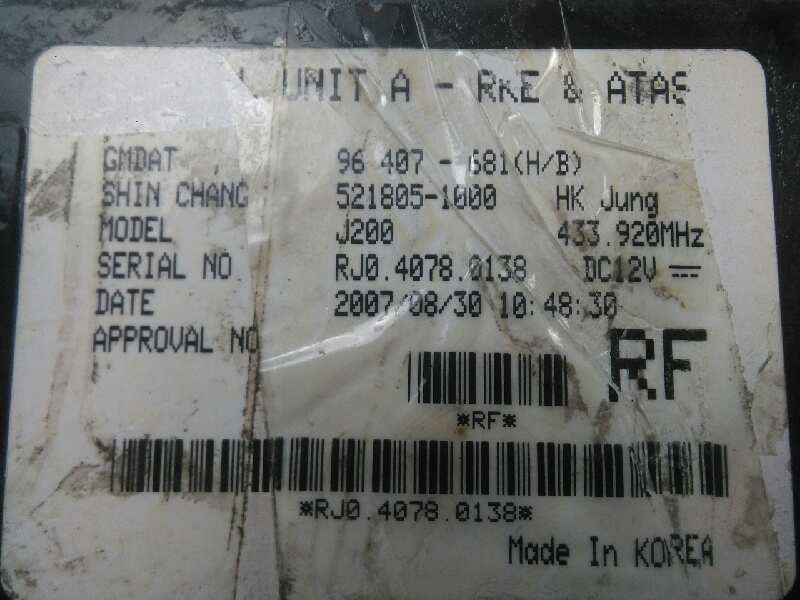 UNIT A - RKE & ATAS
GMDAT 96 407 - 681(H/B)
SHIN CHANG 521805-1000 HK Jung
MODEL J200 433.920MHz
SERIAL NO RJ0.4078.0138 DC12V
DATE 2007/08/30 10:48:30
APPROVAL NO
RF
*RF*
*RJ0.4078.0138*
Made In KOREA